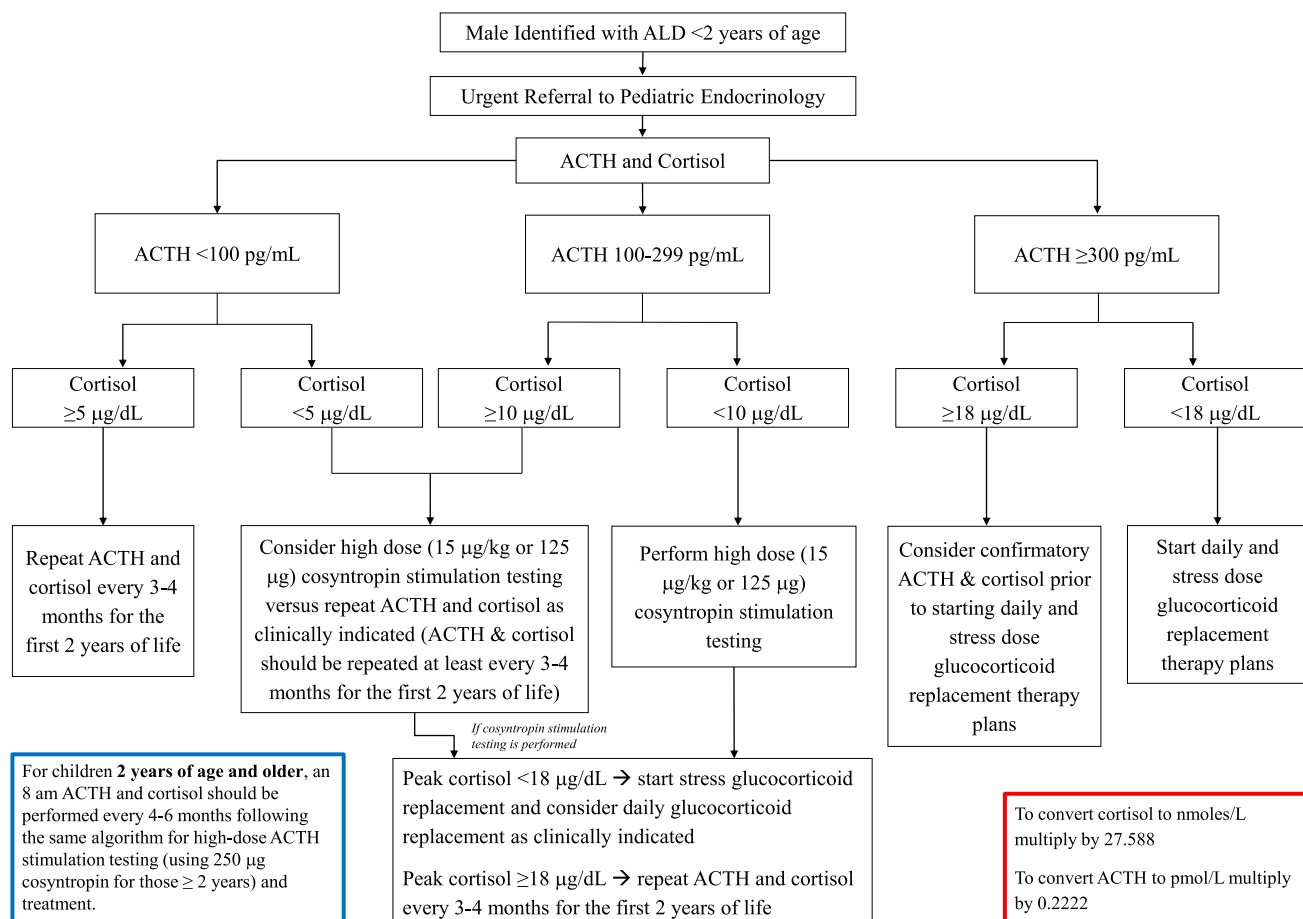 Male Identified with ALD <2 years of age
Urgent Referral to Pediatric Endocrinology
ACTH and Cortisol
ACTH <100 pg/mL
ACTH 100-299 pg/mL
ACTH ≥300 pg/mL
Cortisol
≥5 μg/dL
Cortisol
<5 μg/dL
Cortisol
≥10 μg/dL
Cortisol
<10 μg/dL
Cortisol
≥18 μg/dL
Cortisol
<18 μg/dL
Repeat ACTH and
cortisol every 3-4
months for the
first 2 years of life
Consider high dose (15 μg/kg or 125
μg) cosyntropin stimulation testing
versus repeat ACTH and cortisol as
clinically indicated (ACTH & cortisol
should be repeated at least every 3-4
months for the first 2 years of life)
Perform high dose (15
μg/kg or 125 μg)
cosyntropin stimulation
testing
Consider confirmatory
ACTH & cortisol prior
to starting daily and
stress dose
glucocorticoid
replacement therapy
plans
Start daily and
stress dose
glucocorticoid
replacement
therapy plans
If cosyntropin stimulation
testing is performed
For children 2 years of age and older, an
8 am ACTH and cortisol should be
performed every 4-6 months following
the same algorithm for high-dose ACTH
stimulation testing (using 250 μg
cosyntropin for those ≥ 2 years) and
treatment.
Peak cortisol <18 μg/dL → start stress glucocorticoid
replacement and consider daily glucocorticoid
replacement as clinically indicated
Peak cortisol ≥18 μg/dL → repeat ACTH and cortisol
every 3-4 months for the first 2 years of life
To convert cortisol to nmoles/L
multiply by 27.588
To convert ACTH to pmol/L multiply
by 0.2222